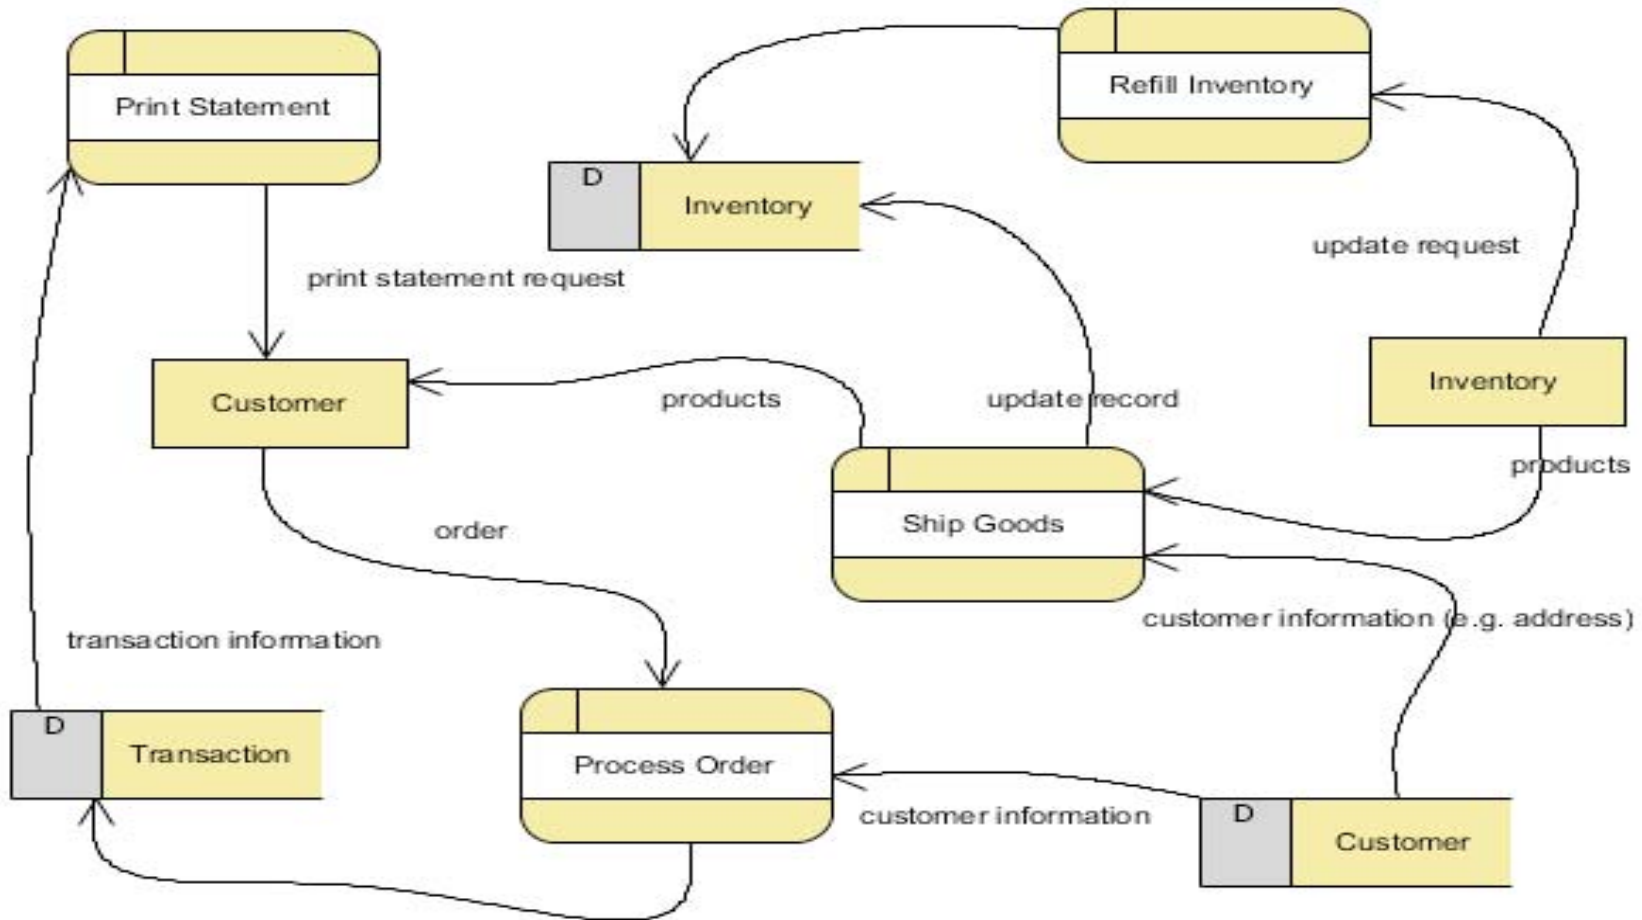 Print Statement
Refill Inventory
D
Inventory
update request
print statement request
Inventory
Customer
products
update record
products
Ship Goods
order
customer information (e.g. address)
transaction information
D
Transaction
Process Order
customer information
D
Customer